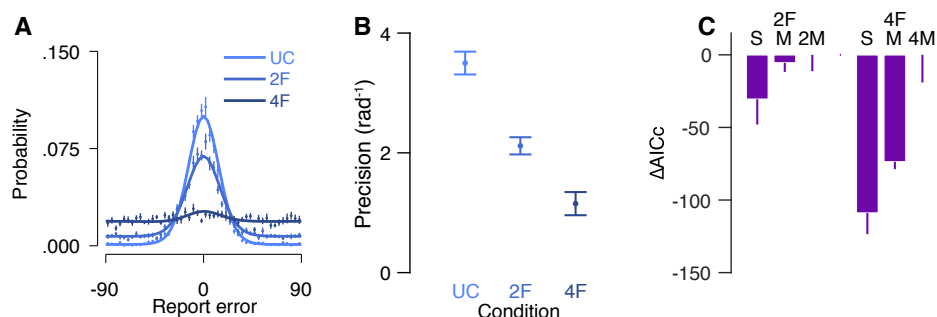 A
.150
.075
.000
Probability
UC
2F
4F
-90 0 90
Report error
B
4
2
0
Precision (rad⁻¹)
UC 2F 4F
Condition
C
2F 4F
S M 2M S M 4M
0
-50
-100
-150
ΔAICc